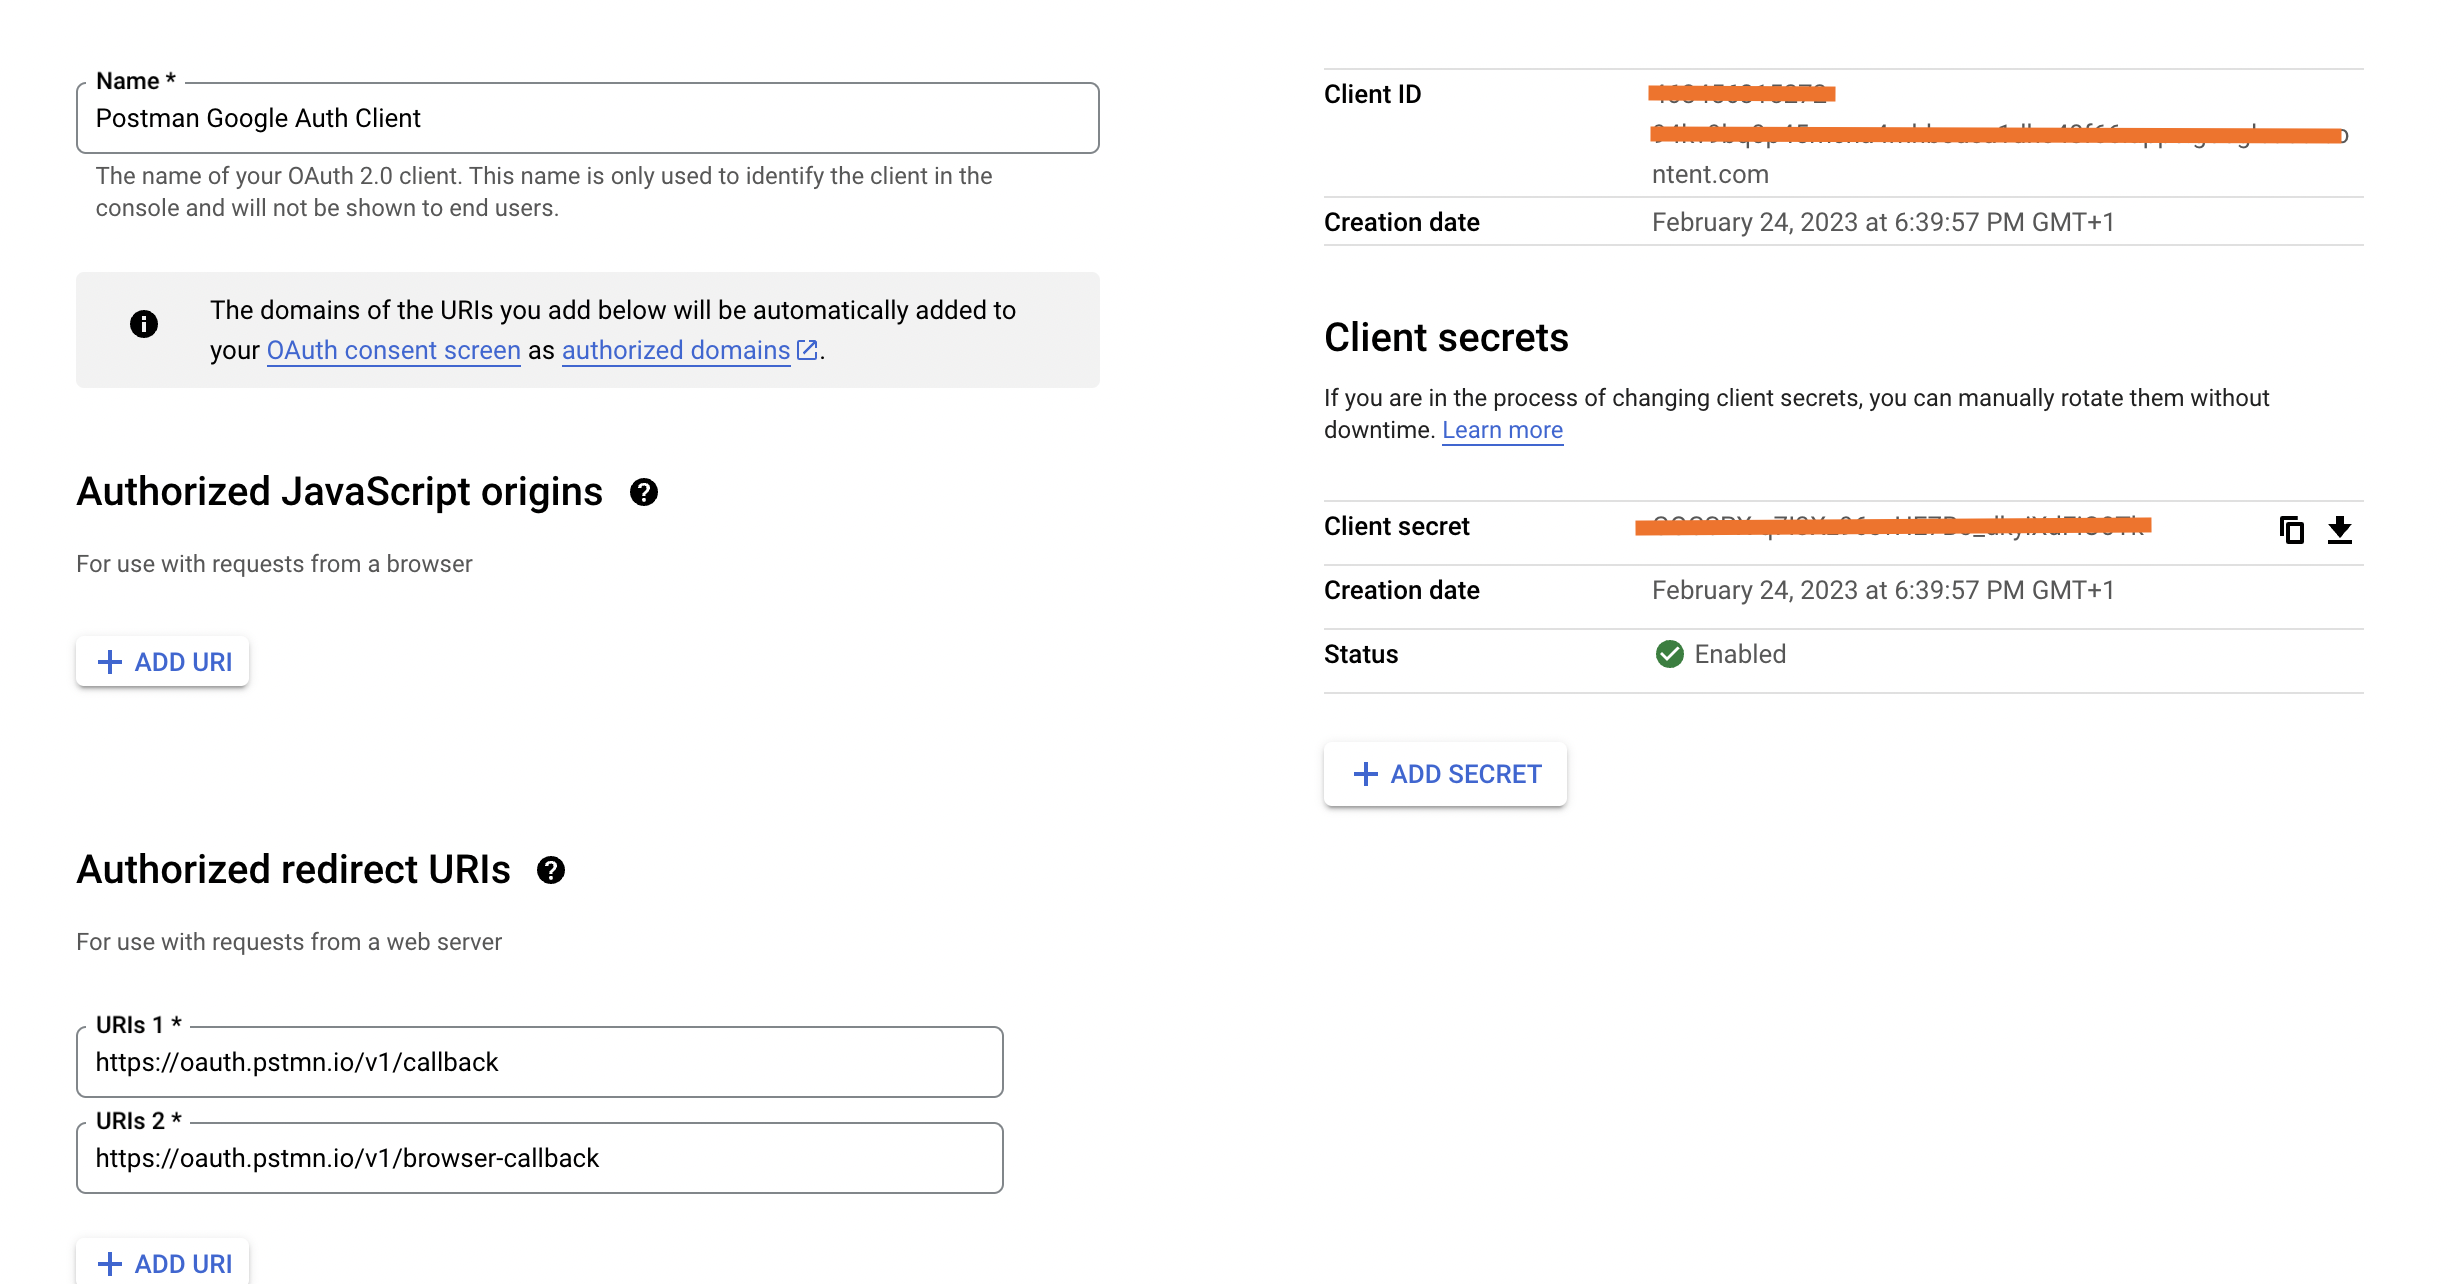 Name *
Postman Google Auth Client
The name of your OAuth 2.0 client. This name is only used to identify the client in the
console and will not be shown to end users.
The domains of the URIs you add below will be automatically added to
your OAuth consent screen as authorized domains.
Authorized JavaScript origins
For use with requests from a browser
ADD URI
Authorized redirect URIs
For use with requests from a web server
URIs 1 *
https://oauth.pstmn.io/v1/callback
URIs 2 *
https://oauth.pstmn.io/v1/browser-callback
ADD URI
Client ID
ntent.com
Creation date February 24, 2023 at 6:39:57 PM GMT+1
Client secrets
If you are in the process of changing client secrets, you can manually rotate them without
downtime. Learn more
Client secret
Creation date February 24, 2023 at 6:39:57 PM GMT+1
Status Enabled
ADD SECRET